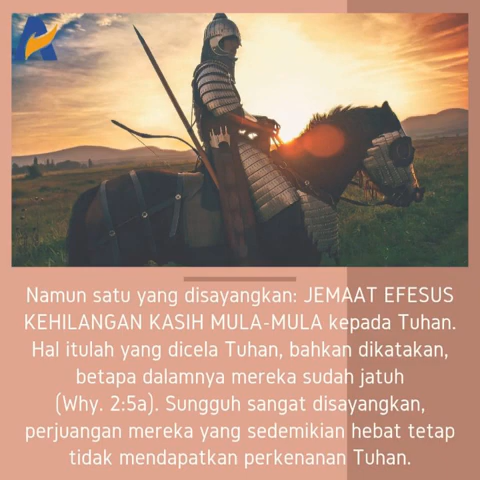 Namun satu yang disayangkan: JEMAAT EFESUS
KEHILANGAN KASIH MULA-MULA kepada Tuhan.
Hal itulah yang dicela Tuhan, bahkan dikatakan,
betapa dalamnya mereka sudah jatuh
(Why. 2:5a). Sungguh sangat disayangkan,
perjuangan mereka yang sedemikian hebat tetap
tidak mendapatkan perkenanan Tuhan.